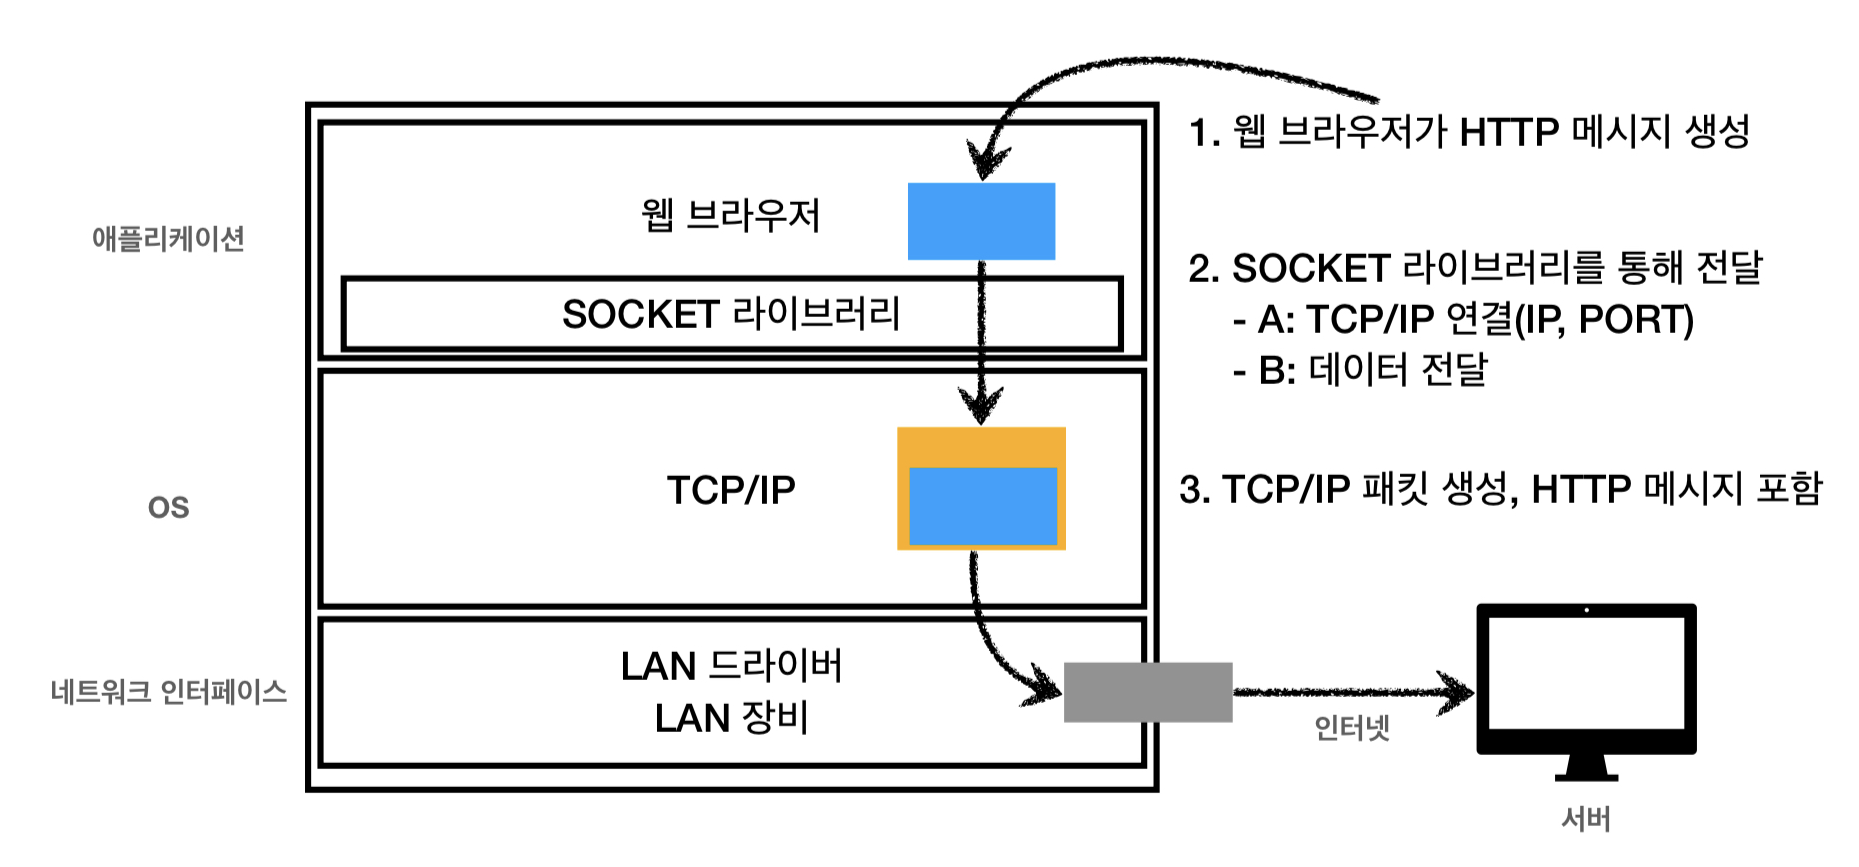 1. 웹 브라우저가 HTTP 메시지 생성
웹 브라우저
애플리케이션
2. SOCKET 라이브러리를 통해 전달
- A: TCP/IP 연결(IP, PORT)
- B: 데이터 전달
SOCKET 라이브러리
TCP/IP
3. TCP/IP 패킷 생성, HTTP 메시지 포함
OS
LAN 드라이버
LAN 장비
네트워크 인터페이스
인터넷
서버